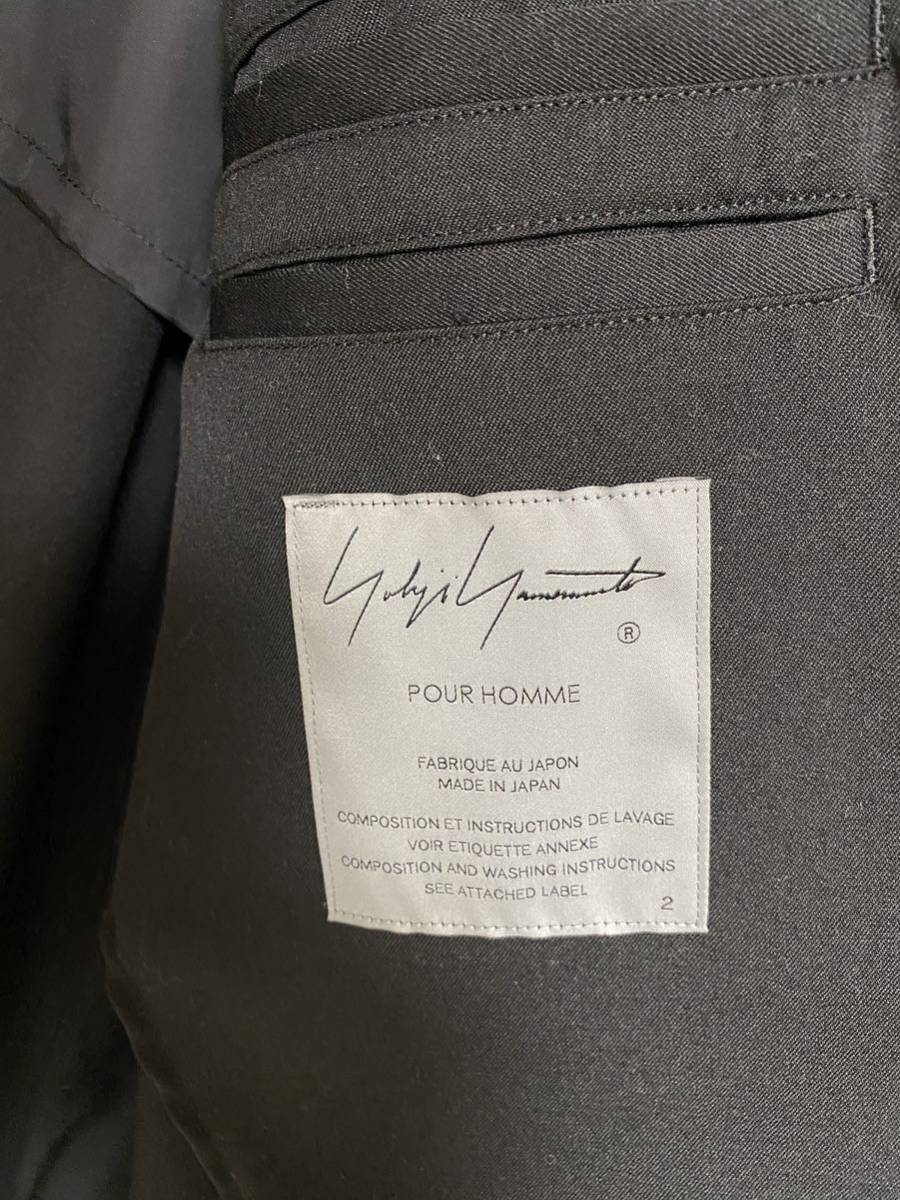 Yohji Yamamoto
®
POUR HOMME
FABRIQUE AU JAPON
MADE IN JAPAN
COMPOSITION ET INSTRUCTIONS DE LAVAGE
VOIR ETIQUETTE ANNEXE
COMPOSITION AND WASHING INSTRUCTIONS
SEE ATTACHED LABEL
2